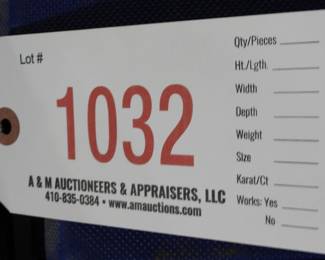 Lot #
1032
A & M AUCTIONEERS & APPRAISERS, LLC
410-835-0384 • www.amauctions.com
Qty/Pieces
Ht./Lgth.
Width
Depth
Weight
Size
Karat/Ct
Works: Yes
No